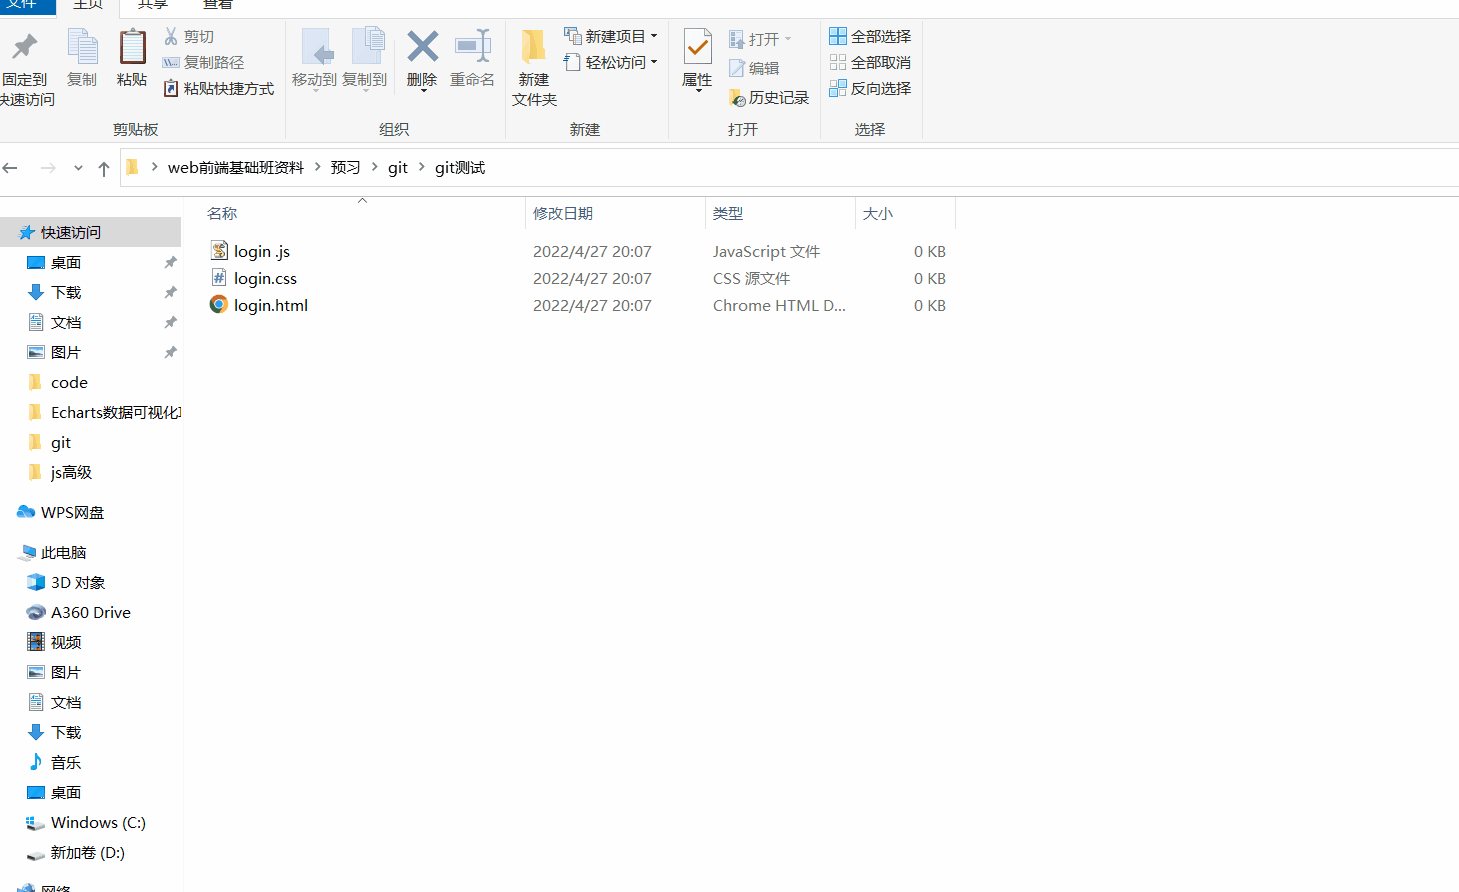 文件 主页 共享 查看
固定到快速访问
复制
粘贴
剪切
复制路径
粘贴快捷方式
剪贴板
移动到
复制到
删除
重命名
组织
新建文件夹
新建项目
轻松访问
新建
属性
打开
编辑
历史记录
打开
全部选择
全部取消
反向选择
选择
web前端基础班资料 › 预习 › git › git测试
名称 修改日期 类型 大小
login .js 2022/4/27 20:07 JavaScript 文件 0 KB
login.css 2022/4/27 20:07 CSS 源文件 0 KB
login.html 2022/4/27 20:07 Chrome HTML D... 0 KB
快速访问
桌面
下载
文档
图片
code
Echarts数据可视化
git
js高级
WPS网盘
此电脑
3D 对象
A360 Drive
视频
图片
文档
下载
音乐
桌面
Windows (C:)
新加卷 (D:)
网络